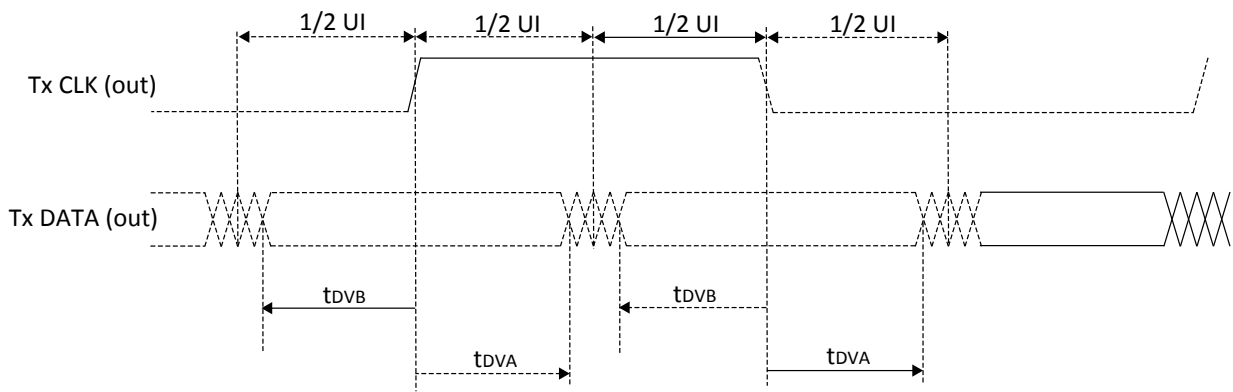 1/2 UI 1/2 UI 1/2 UI 1/2 UI
Tx CLK (out)
Tx DATA (out)
tDVB tDVB
tDVA tDVA